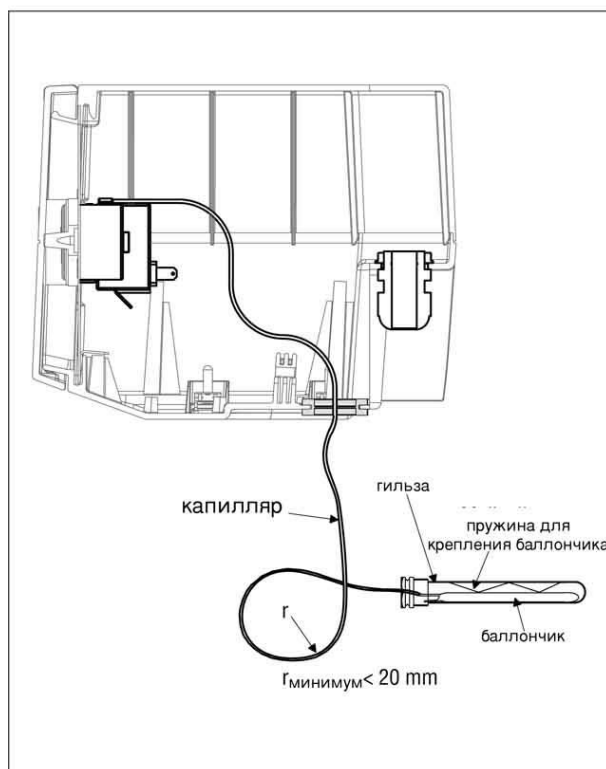 гильза
капилляр
пружина для
крепления баллончика
баллончик
r
rминимум< 20 mm